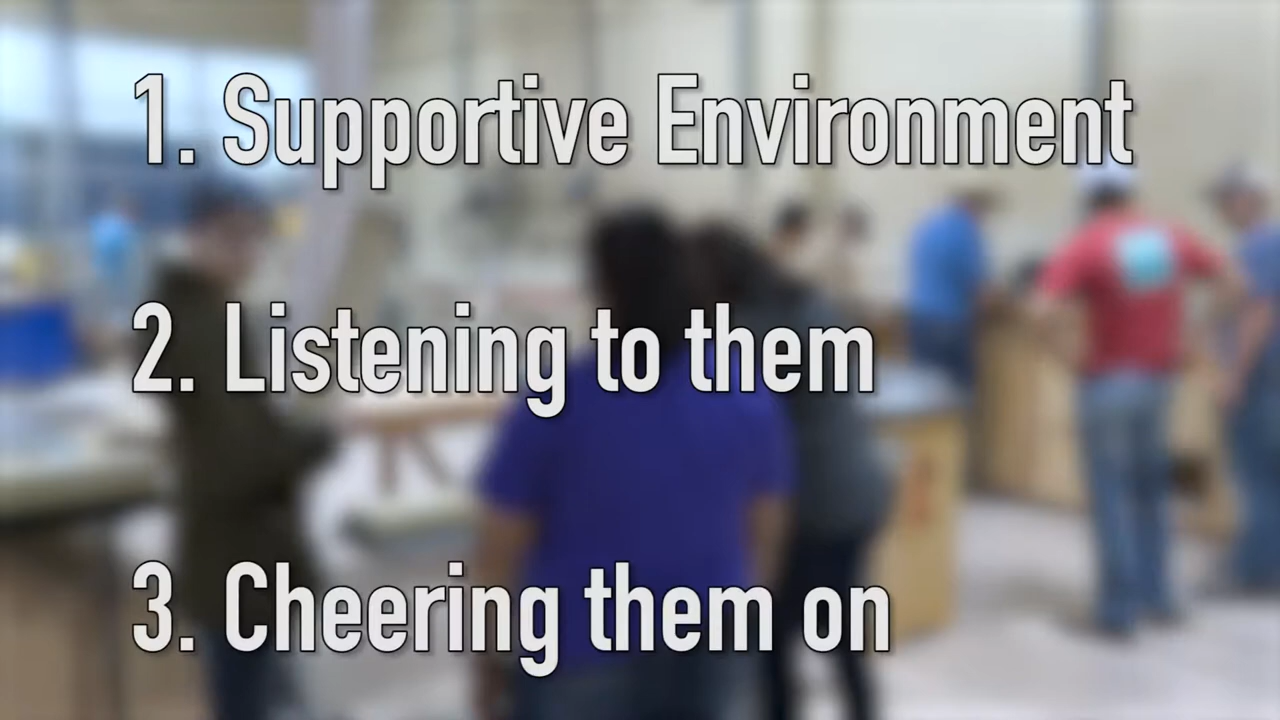 1. Supportive Environment
2. Listening to them
3. Cheering them on